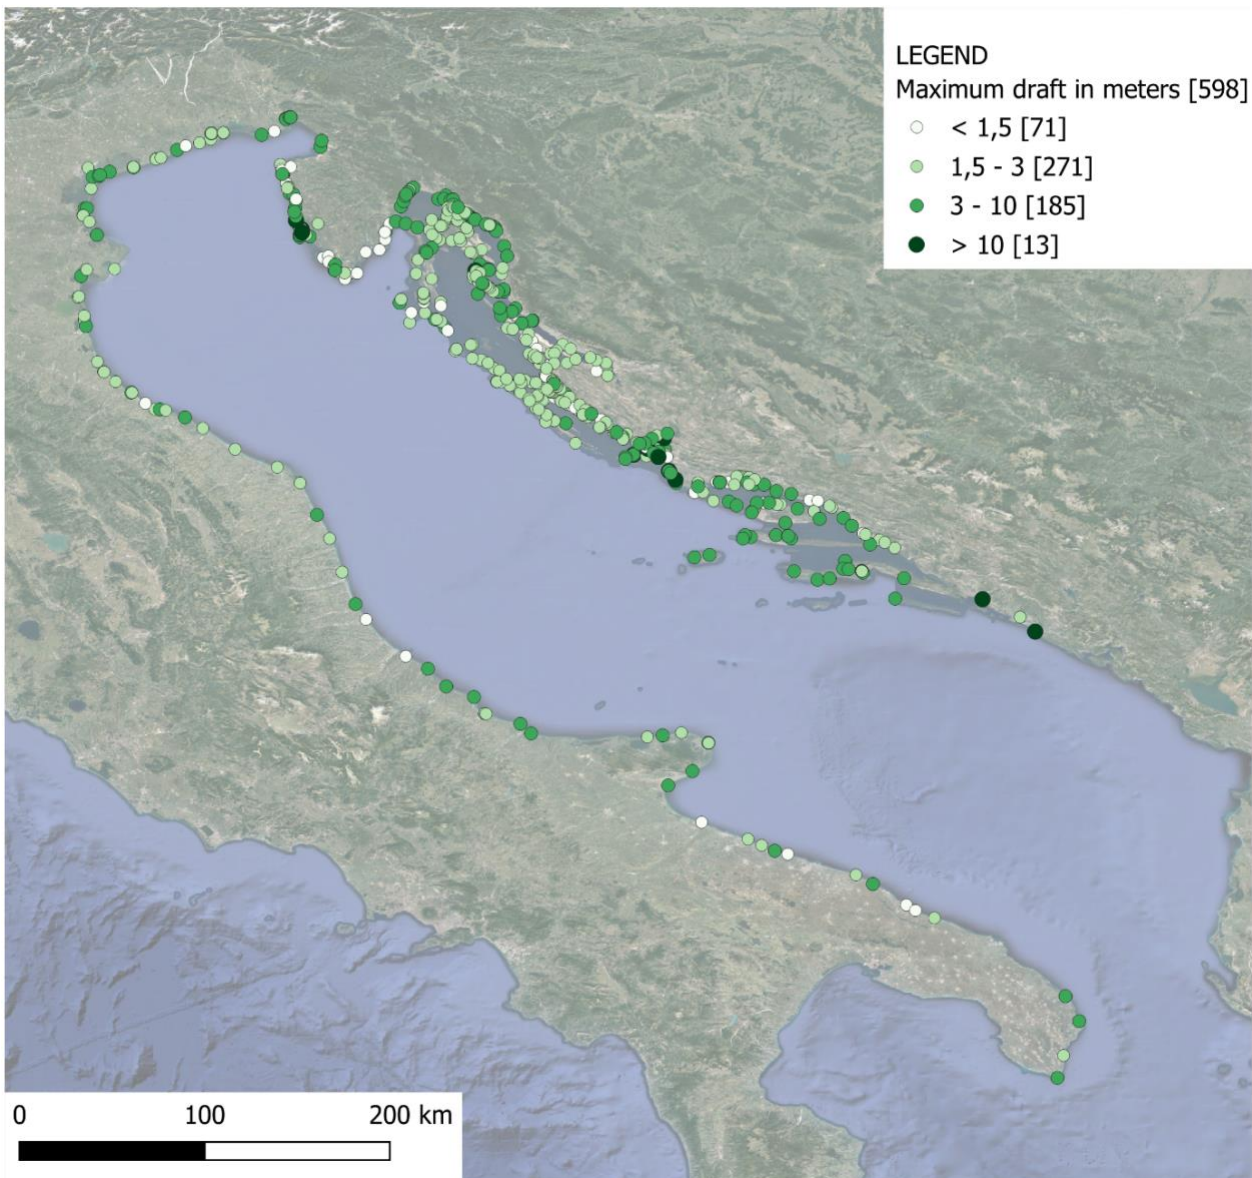 LEGEND
Maximum draft in meters [598]
< 1,5 [71]
1,5 - 3 [271]
3 - 10 [185]
> 10 [13]
0 100 200 km